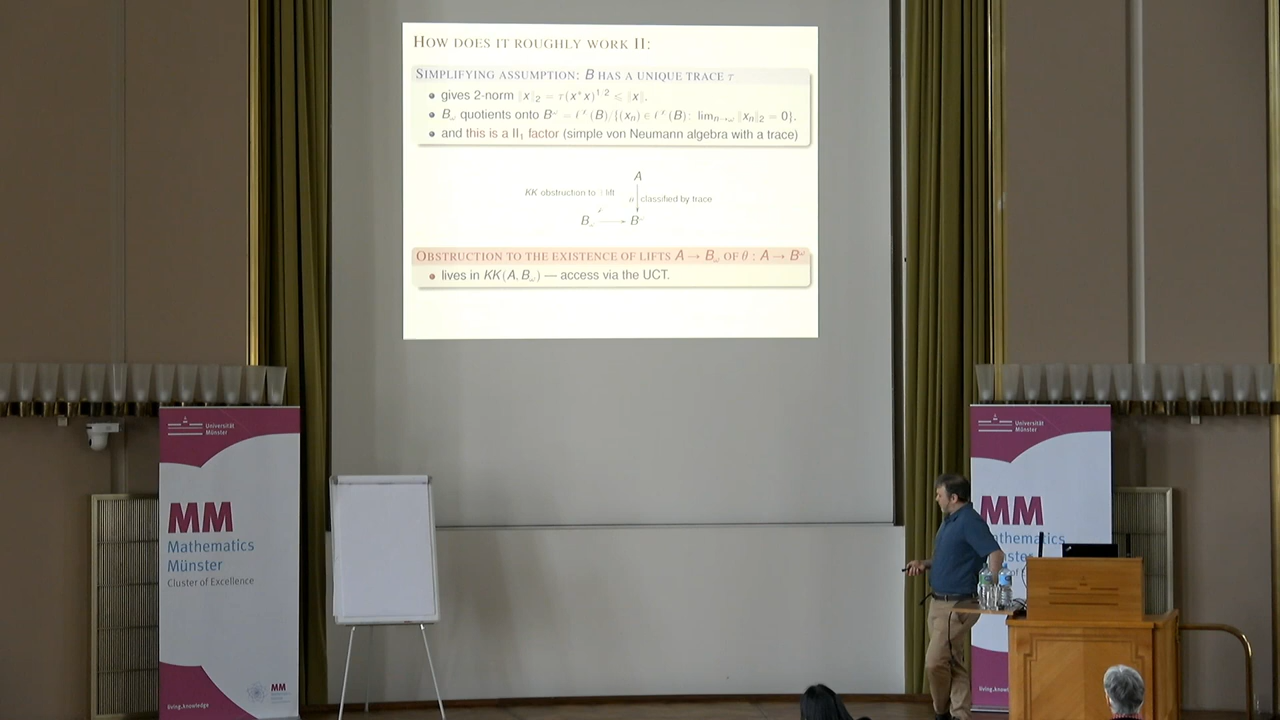 HOW DOES IT ROUGHLY WORK II:
SIMPLIFYING ASSUMPTION: B HAS A UNIQUE TRACE τ
gives 2-norm ‖x‖₂ = τ(x*x)^{1/2} ≤ ‖x‖.
B_ω quotients onto B^ω = ℓ^∞(B)/{(x_n) ∈ ℓ^∞(B): lim_{n→ω} ‖x_n‖₂ = 0}.
and this is a II₁ factor (simple von Neumann algebra with a trace)
A
KK obstruction to ∃ lift
θ classified by trace
B_ω → B^ω
OBSTRUCTION TO THE EXISTENCE OF LIFTS A → B_ω OF θ : A → B^ω
lives in KK(A, B_ω) — access via the UCT.
Universität
Münster
MM
Mathematics
Münster
Cluster of Excellence
MM
living.knowledge
Universität
Münster
MM